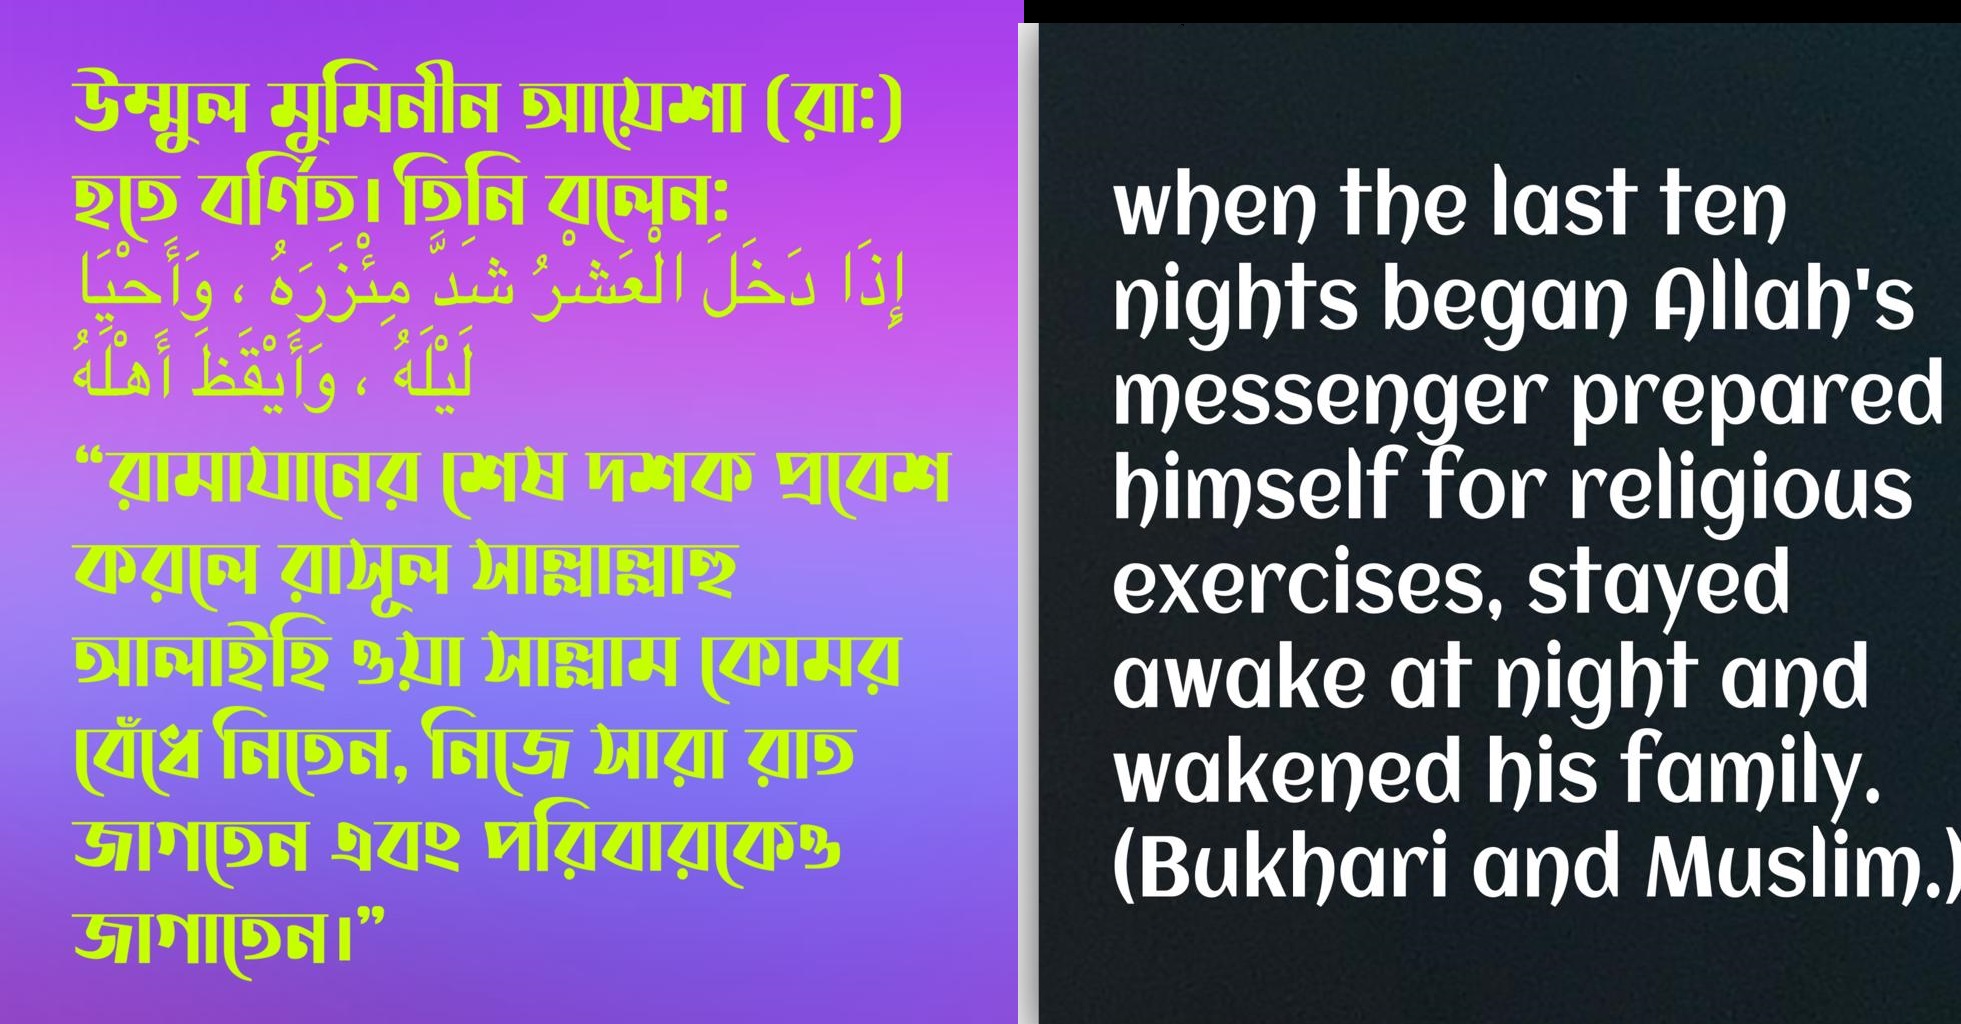 উম্মুল মুমিনীন আয়েশা (রা:)
হতে বর্ণিত। তিনি বলেন:
إِذَا دَخَلَ الْعَشْرُ شَدَّ مِئْزَرَهُ ، وَأَحْيَا
لَيْلَهُ ، وَأَيْقَظَ أَهْلَهُ
“রামাযানের শেষ দশক প্রবেশ
করলে রাসূল সাল্লাল্লাহু
আলাইহি ওয়া সাল্লাম কোমর
বেঁধে নিতেন, নিজে সারা রাত
জাগতেন এবং পরিবারকেও
জাগাতেন।”
when the last ten
nights began Allah's
messenger prepared
himself for religious
exercises, stayed
awake at night and
wakened his family.
(Bukhari and Muslim.)